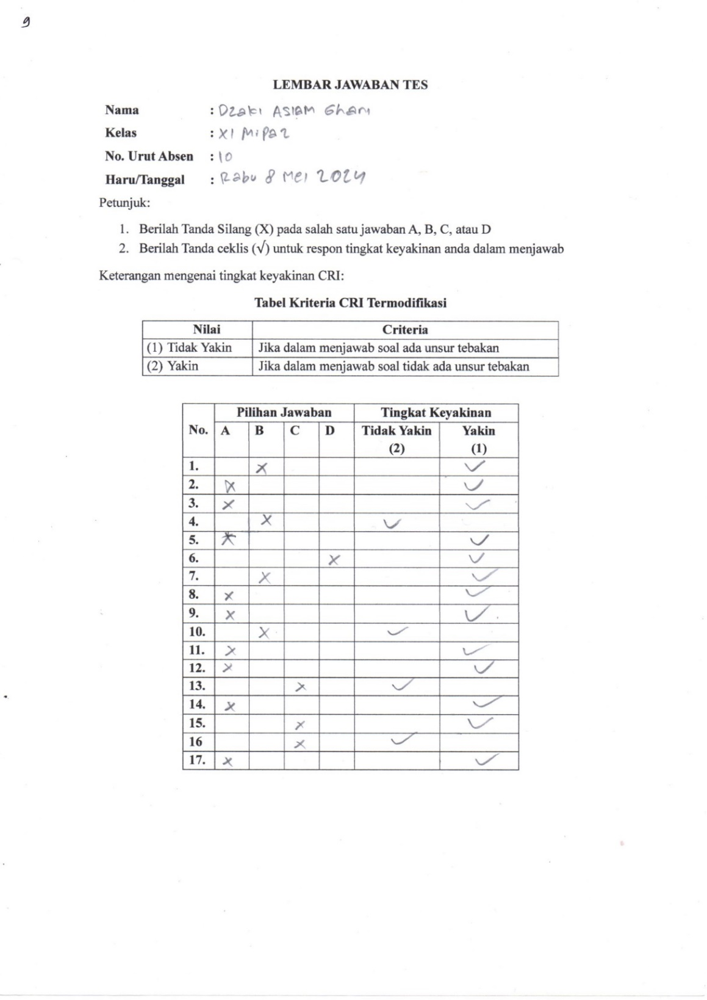 9
LEMBAR JAWABAN TES
Nama : Dzaki Aslam Ghani
Kelas : XI Mipa 2
No. Urut Absen : 10
Haru/Tanggal : Rabu 8 Mei 2024
Petunjuk:
1. Berilah Tanda Silang (X) pada salah satu jawaban A, B, C, atau D
2. Berilah Tanda ceklis (√) untuk respon tingkat keyakinan anda dalam menjawab
Keterangan mengenai tingkat keyakinan CRI:
Tabel Kriteria CRI Termodifikasi
Nilai Criteria
(1) Tidak Yakin Jika dalam menjawab soal ada unsur tebakan
(2) Yakin Jika dalam menjawab soal tidak ada unsur tebakan
Pilihan Jawaban Tingkat Keyakinan
No. A B C D Tidak Yakin Yakin
(2) (1)
1. X ✓
2. X ✓
3. X ✓
4. X ✓
5. X ✓
6. X ✓
7. X ✓
8. X ✓
9. X ✓
10. X ✓
11. X ✓
12. X ✓
13. X ✓
14. X ✓
15. X ✓
16 X ✓
17. X ✓